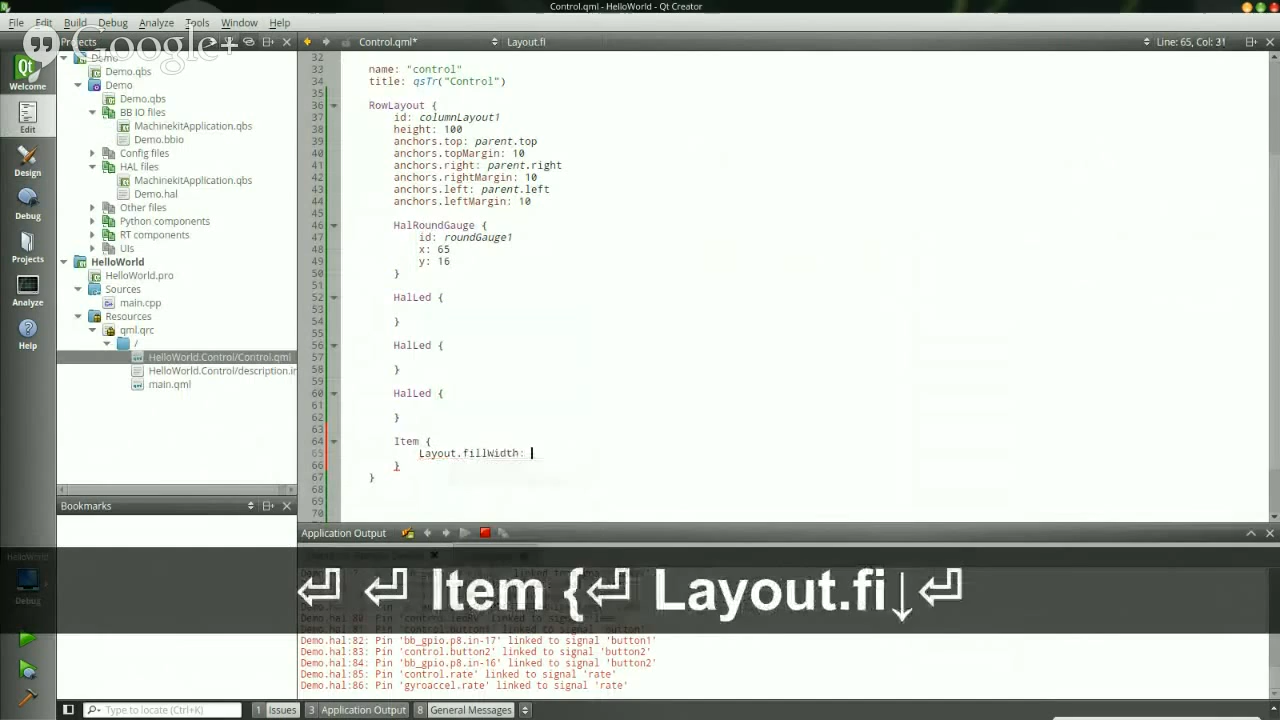 Control.qml - HelloWorld - Qt Creator
File Edit Build Debug Analyze Tools Window Help
Google+
Projects
Control.qml*
Layout.fi
Line: 65, Col: 31
Welcome
Edit
Design
Debug
Projects
Analyze
Help
Demo
Demo.qbs
Demo
Demo.qbs
BB IO files
MachinekitApplication.qbs
Demo.bbio
Config files
HAL files
MachinekitApplication.qbs
Demo.hal
Other files
Python components
RT components
UIs
HelloWorld
HelloWorld.pro
Sources
main.cpp
Resources
qml.qrc
/
HelloWorld.Control/Control.qml
HelloWorld.Control/description.in
main.qml
Bookmarks
32
33 name: "control"
34 title: qsTr("Control")
35
36 RowLayout {
37 id: columnLayout1
38 height: 100
39 anchors.top: parent.top
40 anchors.topMargin: 10
41 anchors.right: parent.right
42 anchors.rightMargin: 10
43 anchors.left: parent.left
44 anchors.leftMargin: 10
45
46 HalRoundGauge {
47 id: roundGauge1
48 x: 65
49 y: 16
50 }
51
52 HalLed {
53
54 }
55
56 HalLed {
57
58 }
59
60 HalLed {
61
62 }
63
64 Item {
65 Layout.fillWidth:
66 }
67 }
68
69
70
Application Output
⏎ ⏎ Item {⏎ Layout.fi↓⏎
HelloWorld
Debug
Demo.hal:82: Pin 'bb_gpio.p8.in-17' linked to signal 'button1'
Demo.hal:83: Pin 'control.button2' linked to signal 'button2'
Demo.hal:84: Pin 'bb_gpio.p8.in-16' linked to signal 'button2'
Demo.hal:85: Pin 'control.rate' linked to signal 'rate'
Demo.hal:86: Pin 'gyroaccel.rate' linked to signal 'rate'
Type to locate (Ctrl+K)
1 Issues
3 Application Output
8 General Messages